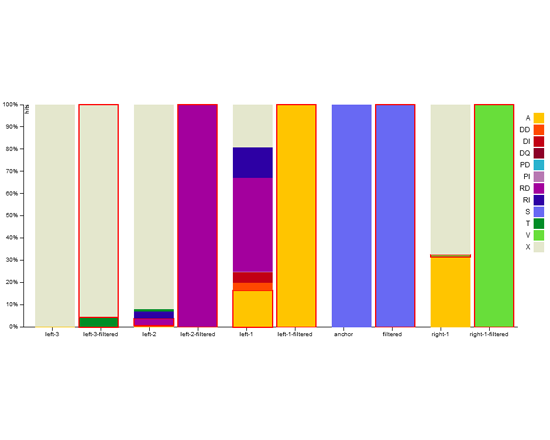 hits
100%
90%
80%
70%
60%
50%
40%
30%
20%
10%
0%
left-3 left-3-filtered left-2 left-2-filtered left-1 left-1-filtered anchor filtered right-1 right-1-filtered
A
DD
DI
DQ
PD
PI
RD
RI
S
T
V
X